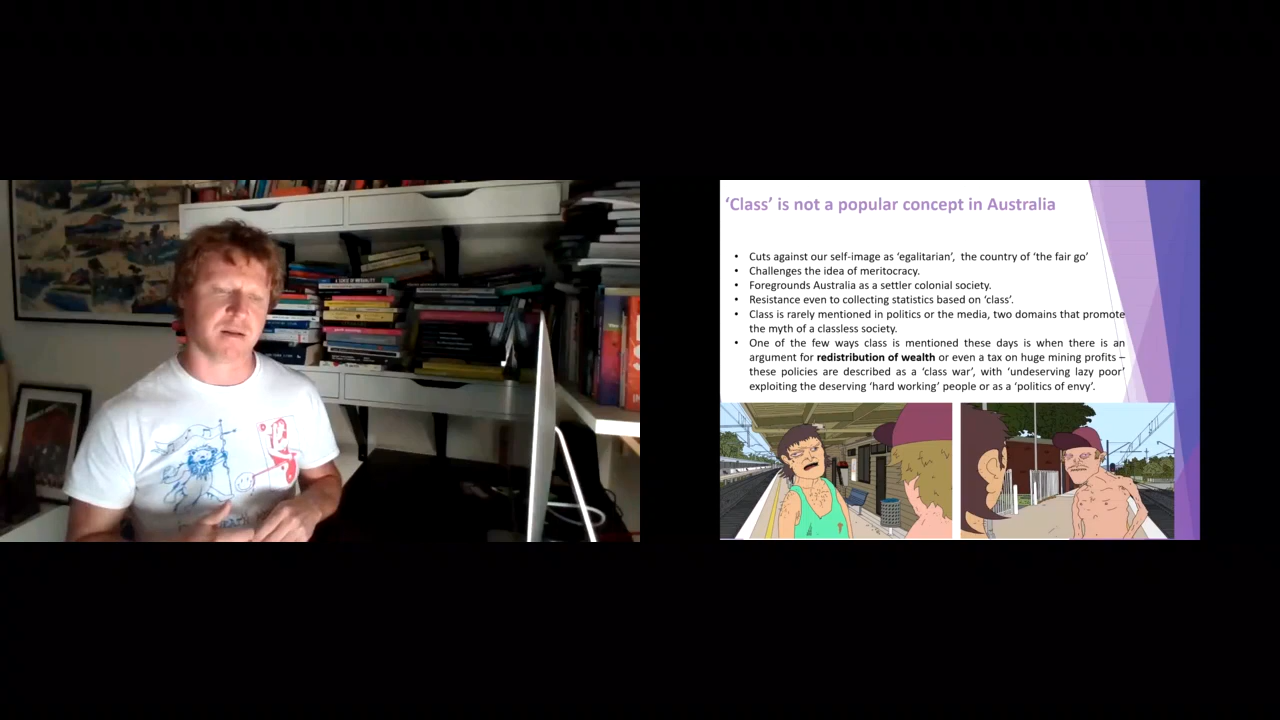 ‘Class’ is not a popular concept in Australia
• Cuts against our self-image as ‘egalitarian’, the country of ‘the fair go’
• Challenges the idea of meritocracy.
• Foregrounds Australia as a settler colonial society.
• Resistance even to collecting statistics based on ‘class’.
• Class is rarely mentioned in politics or the media, two domains that promote
the myth of a classless society.
• One of the few ways class is mentioned these days is when there is an
argument for redistribution of wealth or even a tax on huge mining profits –
these policies are described as a ‘class war’, with ‘undeserving lazy poor’
exploiting the deserving ‘hard working’ people or as a ‘politics of envy’.